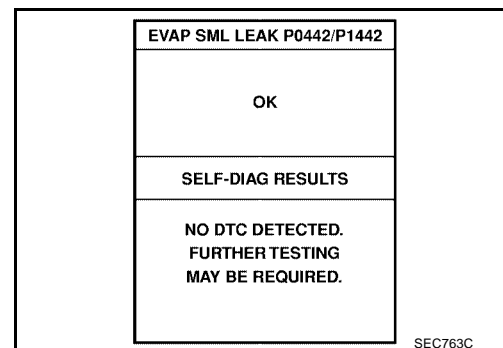 EVAP SML LEAK P0442/P1442
OK
SELF-DIAG RESULTS
NO DTC DETECTED.
FURTHER TESTING
MAY BE REQUIRED.
SEC763C